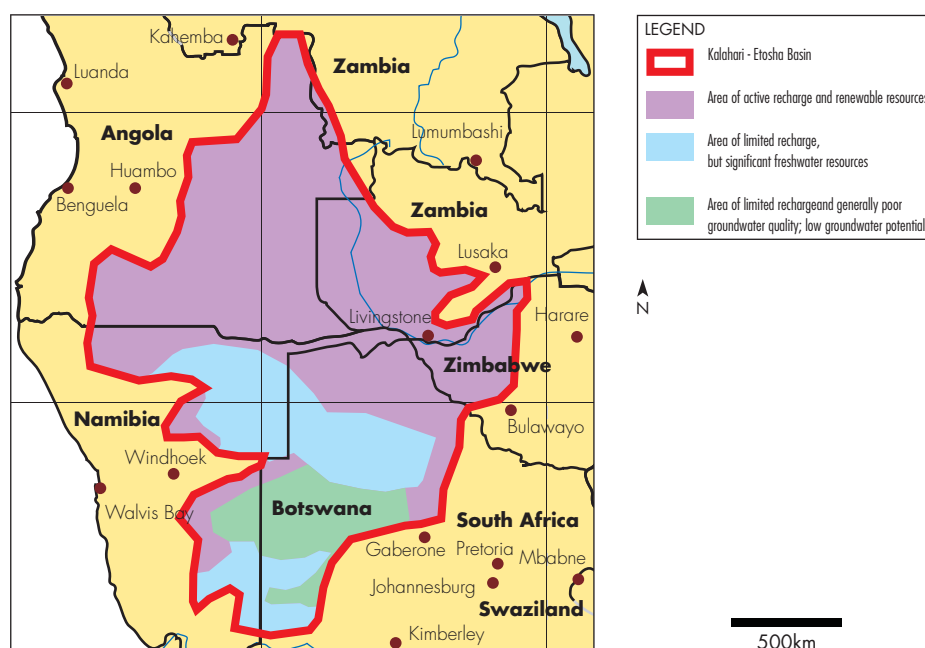 Kahemba
Zambia
Luanda
Angola
Lumumbashi
Huambo
Benguela
Zambia
Lusaka
Livingstone
Harare
Zimbabwe
Namibia
Bulawayo
Windhoek
Walvis Bay
Botswana
South Africa
Gaberone
Pretoria
Mbabne
Johannesburg
Swaziland
Kimberley
LEGEND
Kalahari - Etosha Basin
Area of active recharge and renewable resources
Area of limited recharge,
but significant freshwater resources
Area of limited rechargeand generally poor
groundwater quality; low groundwater potential
N
500km